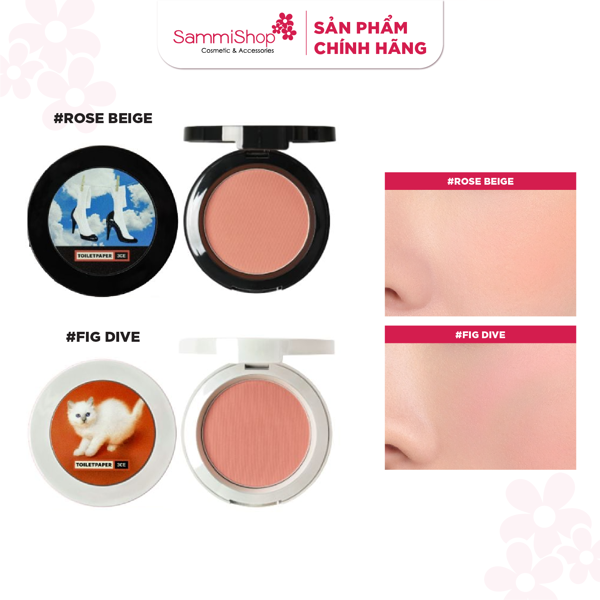 SammiShop
Cosmetic & Accessories
SẢN PHẨM
CHÍNH HÃNG
#ROSE BEIGE
TOILETPAPER 3CE
#ROSE BEIGE
#FIG DIVE
TOILETPAPER 3CE
#FIG DIVE